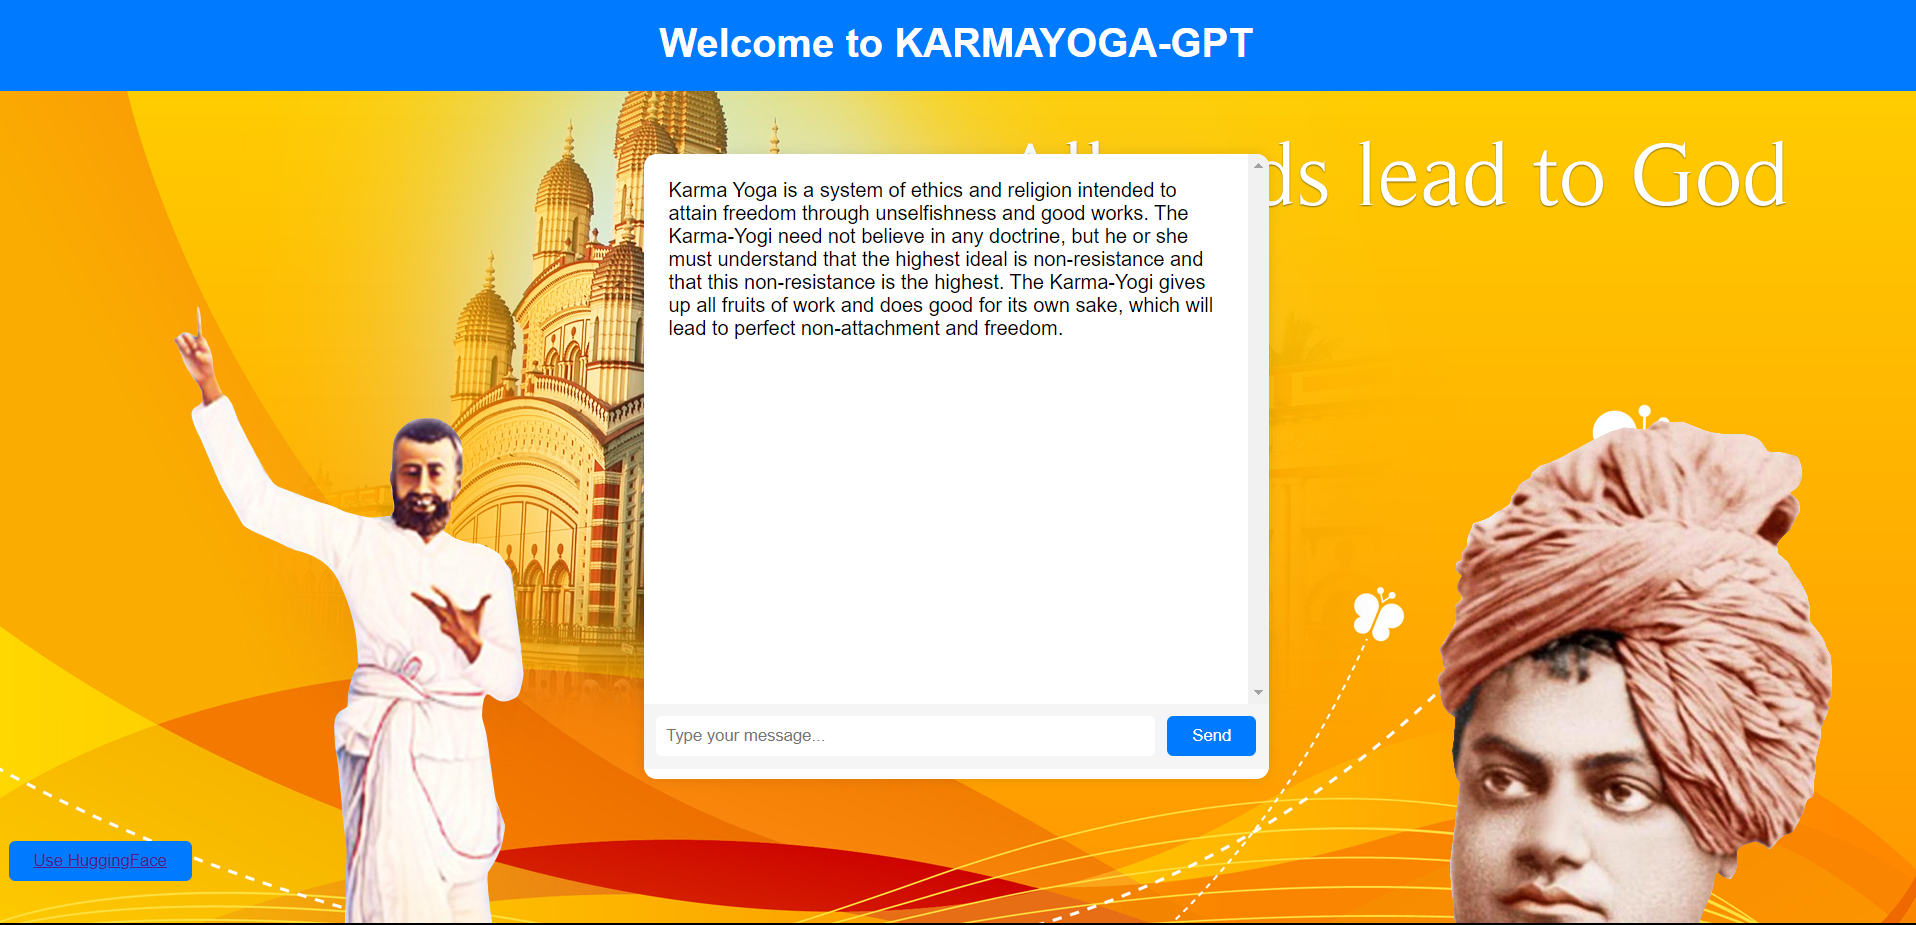 Welcome to KARMAYOGA-GPT
ds lead to God
Karma Yoga is a system of ethics and religion intended to
attain freedom through unselfishness and good works. The
Karma-Yogi need not believe in any doctrine, but he or she
must understand that the highest ideal is non-resistance and
that this non-resistance is the highest. The Karma-Yogi gives
up all fruits of work and does good for its own sake, which will
lead to perfect non-attachment and freedom.
Type your message...
Send
Use HuggingFace